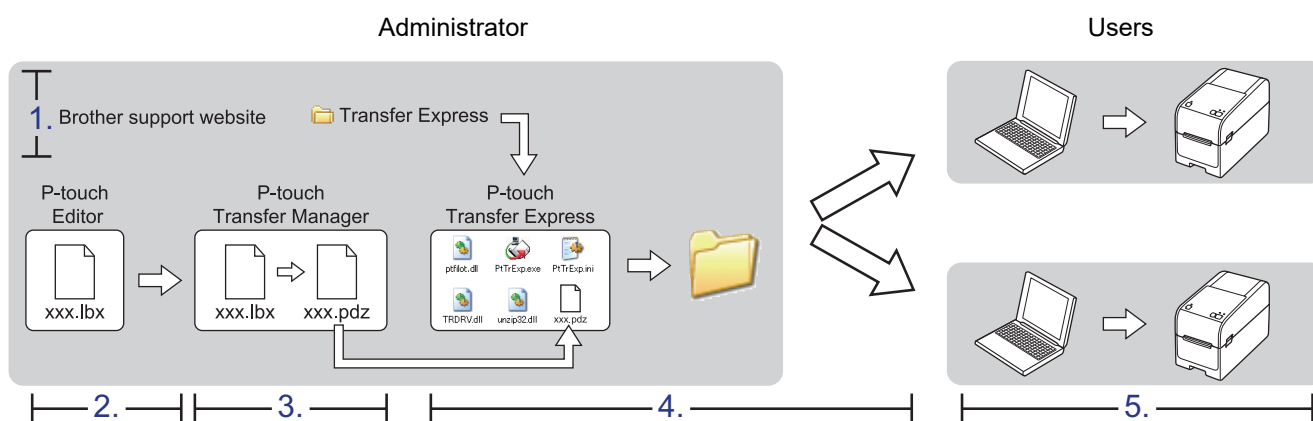 Administrator
Users
1. Brother support website
Transfer Express
P-touch
Editor
xxx.lbx
P-touch
Transfer Manager
xxx.lbx
xxx.pdz
P-touch
Transfer Express
ptfilot.dll
PtTrExp.exe
PtTrExp.ini
TRDRV.dll
unzip32.dll
xxx.pdz
2.
3.
4.
5.